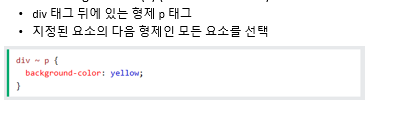 • div 태그 뒤에 있는 형제 p 태그
• 지정된 요소의 다음 형제인 모든 요소를 선택
div ~ p {
  background-color: yellow;
}